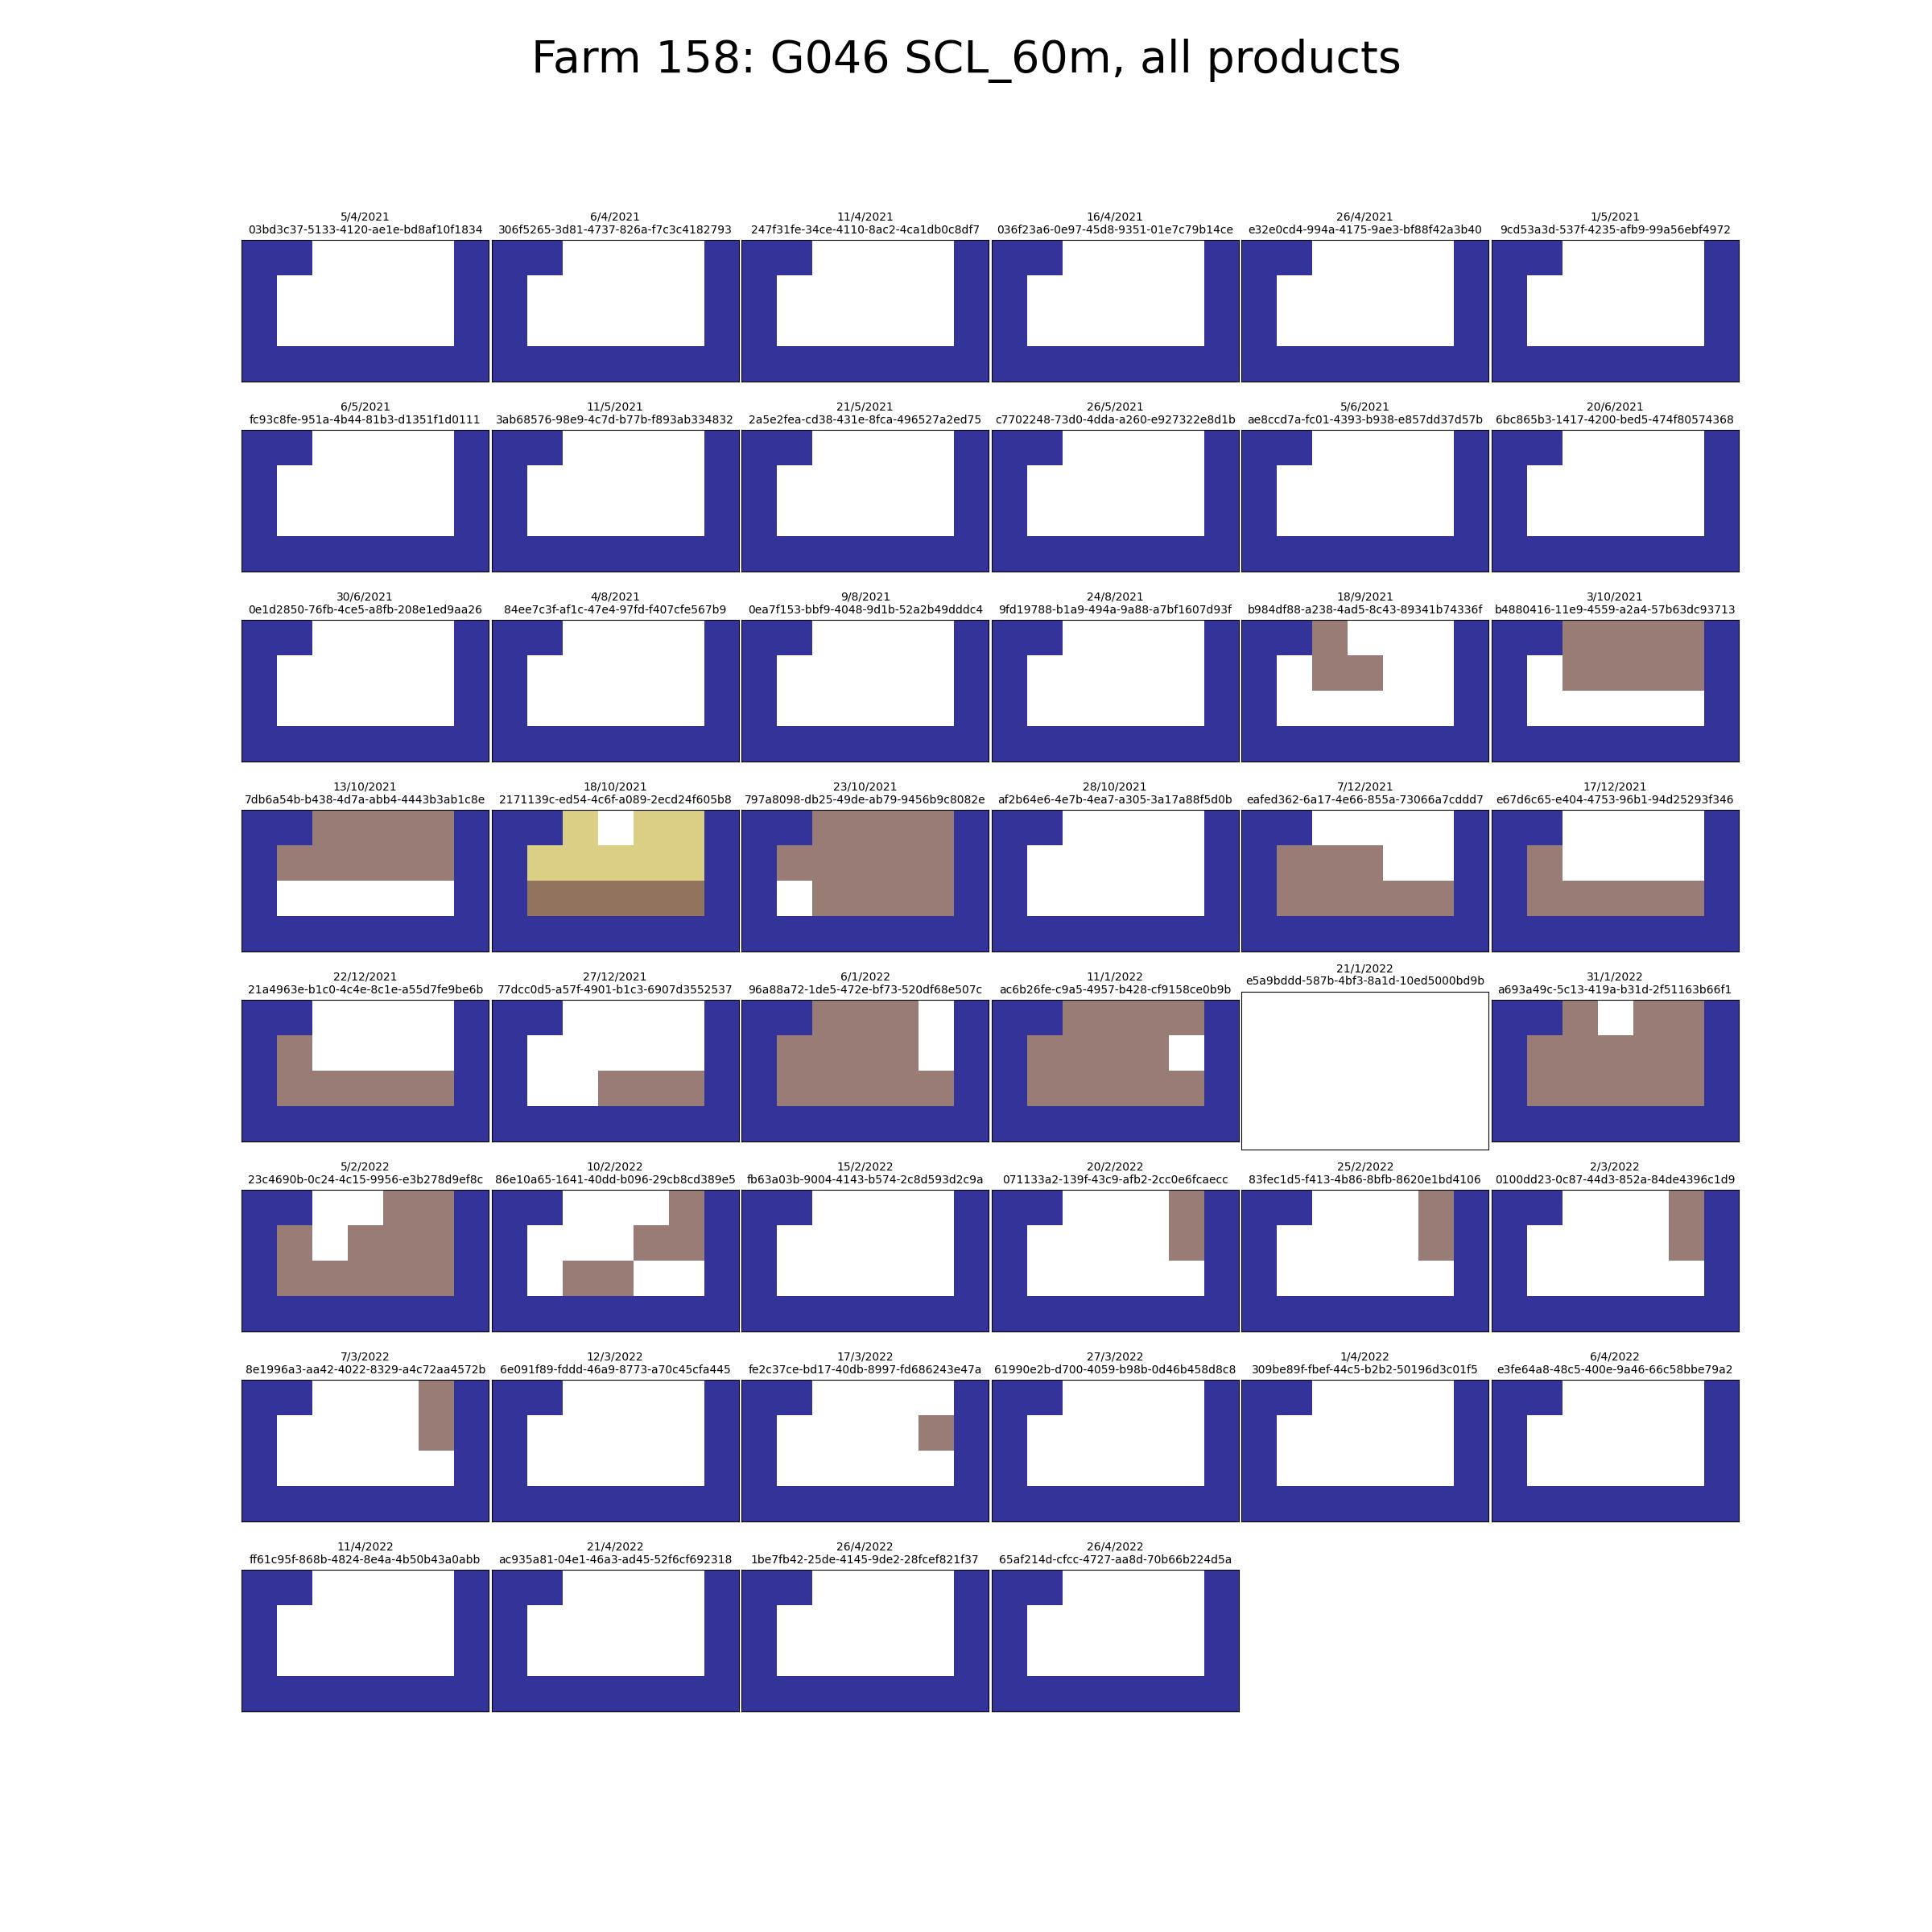 Farm 158: G046 SCL_60m, all products
5/4/2021
03bd3c37-5133-4120-ae1e-bd8af10f1834
6/4/2021
306f5265-3d81-4737-826a-f7c3c4182793
11/4/2021
247f31fe-34ce-4110-8ac2-4ca1db0c8df7
16/4/2021
036f23a6-0e97-45d8-9351-01e7c79b14ce
26/4/2021
e32e0cd4-994a-4175-9ae3-bf88f42a3b40
1/5/2021
9cd53a3d-537f-4235-afb9-99a56ebf4972
6/5/2021
fc93c8fe-951a-4b44-81b3-d1351f1d0111
11/5/2021
3ab68576-98e9-4c7d-b77b-f893ab334832
21/5/2021
2a5e2fea-cd38-431e-8fca-496527a2ed75
26/5/2021
c7702248-73d0-4dda-a260-e927322e8d1b
5/6/2021
ae8ccd7a-fc01-4393-b938-e857dd37d57b
20/6/2021
6bc865b3-1417-4200-bed5-474f80574368
30/6/2021
0e1d2850-76fb-4ce5-a8fb-208e1ed9aa26
4/8/2021
84ee7c3f-af1c-47e4-97fd-f407cfe567b9
9/8/2021
0ea7f153-bbf9-4048-9d1b-52a2b49dddc4
24/8/2021
9fd19788-b1a9-494a-9a88-a7bf1607d93f
18/9/2021
b984df88-a238-4ad5-8c43-89341b74336f
3/10/2021
b4880416-11e9-4559-a2a4-57b63dc93713
13/10/2021
7db6a54b-b438-4d7a-abb4-4443b3ab1c8e
18/10/2021
2171139c-ed54-4c6f-a089-2ecd24f605b8
23/10/2021
797a8098-db25-49de-ab79-9456b9c8082e
28/10/2021
af2b64e6-4e7b-4ea7-a305-3a17a88f5d0b
7/12/2021
eafed362-6a17-4e66-855a-73066a7cddd7
17/12/2021
e67d6c65-e404-4753-96b1-94d25293f346
22/12/2021
21a4963e-b1c0-4c4e-8c1e-a55d7fe9be6b
27/12/2021
77dcc0d5-a57f-4901-b1c3-6907d3552537
6/1/2022
96a88a72-1de5-472e-bf73-520df68e507c
11/1/2022
ac6b26fe-c9a5-4957-b428-cf9158ce0b9b
21/1/2022
e5a9bddd-587b-4bf3-8a1d-10ed5000bd9b
31/1/2022
a693a49c-5c13-419a-b31d-2f51163b66f1
5/2/2022
23c4690b-0c24-4c15-9956-e3b278d9ef8c
10/2/2022
86e10a65-1641-40dd-b096-29cb8cd389e5
15/2/2022
fb63a03b-9004-4143-b574-2c8d593d2c9a
20/2/2022
071133a2-139f-43c9-afb2-2cc0e6fcaecc
25/2/2022
83fec1d5-f413-4b86-8bfb-8620e1bd4106
2/3/2022
0100dd23-0c87-44d3-852a-84de4396c1d9
7/3/2022
8e1996a3-aa42-4022-8329-a4c72aa4572b
12/3/2022
6e091f89-fddd-46a9-8773-a70c45cfa445
17/3/2022
fe2c37ce-bd17-40db-8997-fd686243e47a
27/3/2022
61990e2b-d700-4059-b98b-0d46b458d8c8
1/4/2022
309be89f-fbef-44c5-b2b2-50196d3c01f5
6/4/2022
e3fe64a8-48c5-400e-9a46-66c58bbe79a2
11/4/2022
ff61c95f-868b-4824-8e4a-4b50b43a0abb
21/4/2022
ac935a81-04e1-46a3-ad45-52f6cf692318
26/4/2022
1be7fb42-25de-4145-9de2-28fcef821f37
26/4/2022
65af214d-cfcc-4727-aa8d-70b66b224d5a